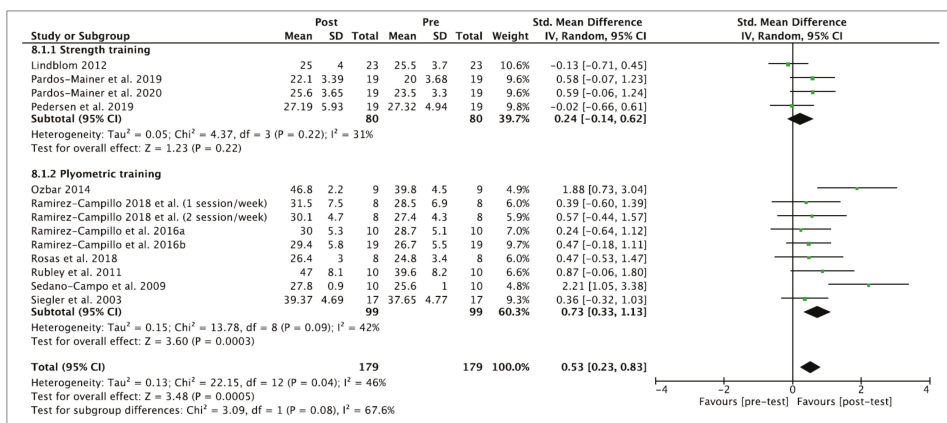 Post Pre Std. Mean Difference Std. Mean Difference
Study or Subgroup Mean SD Total Mean SD Total Weight IV, Random, 95% CI IV, Random, 95% CI
8.1.1 Strength training
Lindblom 2012 25 4 23 25.5 3.7 23 10.6% -0.13 [-0.71, 0.45]
Pardos-Mainer et al. 2019 22.1 3.39 19 20 3.68 19 9.6% 0.58 [-0.07, 1.23]
Pardos-Mainer et al. 2020 25.6 3.65 19 23.5 3.3 19 9.6% 0.59 [-0.06, 1.24]
Pedersen et al. 2019 27.19 5.93 19 27.32 4.94 19 9.8% -0.02 [-0.66, 0.61]
Subtotal (95% CI) 80 80 39.7% 0.24 [-0.14, 0.62]
Heterogeneity: Tau² = 0.05; Chi² = 4.37, df = 3 (P = 0.22); I² = 31%
Test for overall effect: Z = 1.23 (P = 0.22)
8.1.2 Plyometric training
Ozbar 2014 46.8 2.2 9 39.8 4.5 9 4.9% 1.88 [0.73, 3.04]
Ramirez-Campillo 2018 et al. (1 session/week) 31.5 7.5 8 28.5 6.9 8 6.0% 0.39 [-0.60, 1.39]
Ramirez-Campillo 2018 et al. (2 session/week) 30.1 4.7 8 27.4 4.3 8 5.9% 0.57 [-0.44, 1.57]
Ramirez-Campillo et al. 2016a 30 5.3 10 28.7 5.1 10 7.0% 0.24 [-0.64, 1.12]
Ramirez-Campillo et al. 2016b 29.4 5.8 19 26.7 5.5 19 9.7% 0.47 [-0.18, 1.11]
Rosas et al. 2018 26.4 3 8 24.8 3.4 8 6.0% 0.47 [-0.53, 1.47]
Rubley et al. 2011 47 8.1 10 39.6 8.2 10 6.6% 0.87 [-0.06, 1.80]
Sedano-Campo et al. 2009 27.8 0.9 10 25.6 1 10 4.8% 2.21 [1.05, 3.38]
Siegler et al. 2003 39.37 4.69 17 37.65 4.77 17 9.3% 0.36 [-0.32, 1.03]
Subtotal (95% CI) 99 99 60.3% 0.73 [0.33, 1.13]
Heterogeneity: Tau² = 0.15; Chi² = 13.78, df = 8 (P = 0.09); I² = 42%
Test for overall effect: Z = 3.60 (P = 0.0003)
Total (95% CI) 179 179 100.0% 0.53 [0.23, 0.83]
Heterogeneity: Tau² = 0.13; Chi² = 22.15, df = 12 (P = 0.04); I² = 46%
Test for overall effect: Z = 3.48 (P = 0.0005)
Test for subgroup differences: Chi² = 3.09, df = 1 (P = 0.08), I² = 67.6%
-4 -2 0 2 4
Favours [pre-test] Favours [post-test]